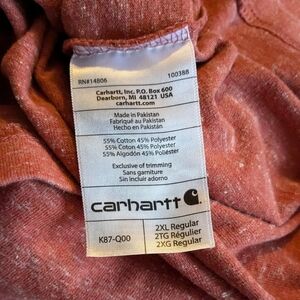 RN#14806 100388
Carhartt, Inc. P.O. Box 600
Dearborn, MI 48121 USA
carhartt.com
Made in Pakistan
Fabriqué au Pakistan
Hecho en Pakistán
55% Cotton 45% Polyester
55% Coton 45% Polyester
55% Algodón 45% Poliéster
Exclusive of trimming
Sans garniture
Sin incluir adorno
carhartt
K87-Q00
2XL Regular
2TG Régulier
2XG Regular